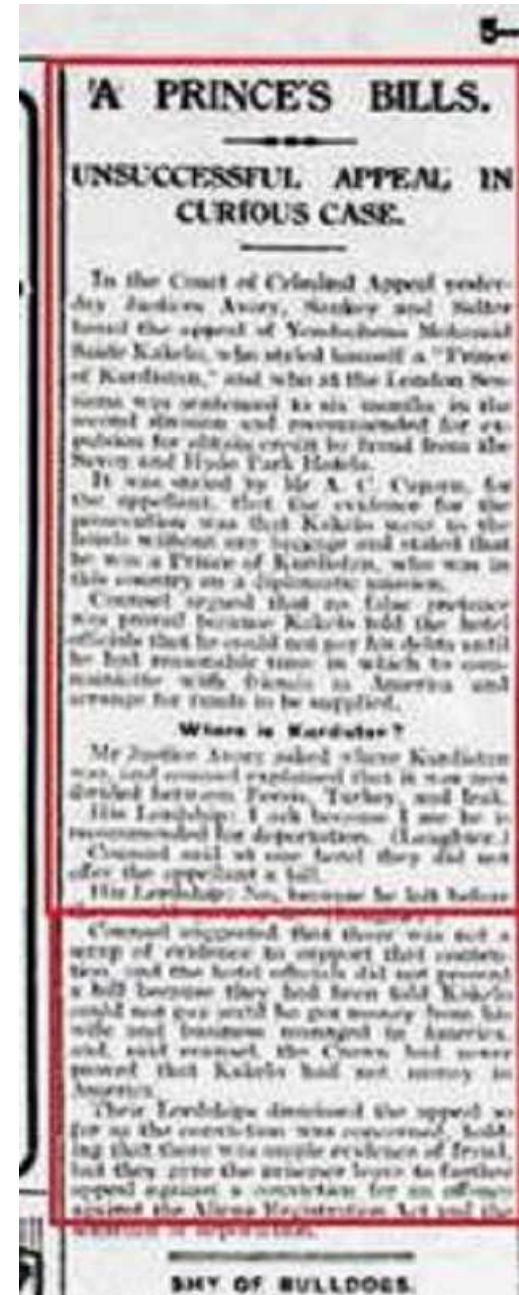 5—
'A PRINCE'S BILLS.
UNSUCCESSFUL APPEAL IN
CURIOUS CASE.
In the Court of Criminal Appeal yester-
day Justices Avory, Sankey and Salter
heard the appeal of Mohamid
Saide Kakelo, who styled himself a "Prince
of Kurdistan," and who at the London Ses-
sions was sentenced to six months in the
second division and recommended for ex-
pulsion for obtain credit by fraud from the
Savoy and Hyde Park Hotels.
It was stated by Mr A. C. for
the appellant, that the evidence for the
prosecution was that Kakelo went to the
hotels without any luggage and stated that
he was a Prince of Kurdistan, who was in
this country on a diplomatic mission.
Counsel argued that no false pretence
was proved because Kakelo told the hotel
officials that he could not pay his debts until
he had reasonable time in which to com-
municate with friends in America and
arrange for funds to be supplied.
Where is Kurdistan?
Mr Justice Avory asked where Kurdistan
was, and counsel explained that it was now
divided between Persia, Turkey, and Irak.
His Lordship: I ask because I see he is
recommended for deportation. (Laughter.)
Counsel said at one hotel they did not
offer the appellant a bill.
His Lordship: No, because he left before
Counsel suggested that there was not a
scrap of evidence to support that conten-
tion, and the hotel officials did not present
a bill because they had been told Kakelo
could not pay until he got money from his
wife and business manager in America,
and, said counsel, the Crown had never
proved that Kakelo had not money in
America.
Their Lordships dismissed the appeal so
far as the conviction was concerned, hold-
ing that there was ample evidence of fraud,
but they gave the prisoner leave to further
appeal against a conviction for an offence
against the Aliens Registration Act and the
of deportation.
SHY OF BULLDOGS.